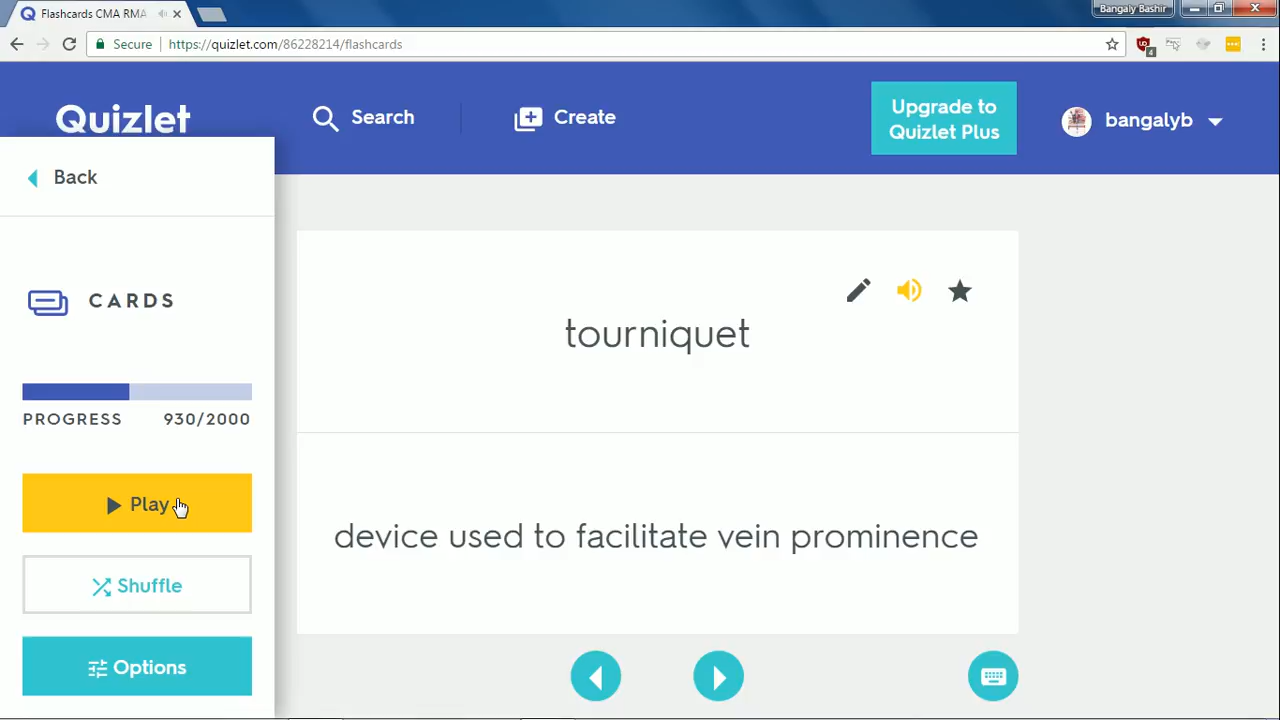 Flashcards CMA RMA
Bangaly Bashir
Secure
https://quizlet.com/86228214/flashcards
4
Quizlet
Search
Create
Upgrade to
Quizlet Plus
bangalyb
Back
CARDS
PROGRESS 930/2000
Play
Shuffle
Options
tourniquet
device used to facilitate vein prominence